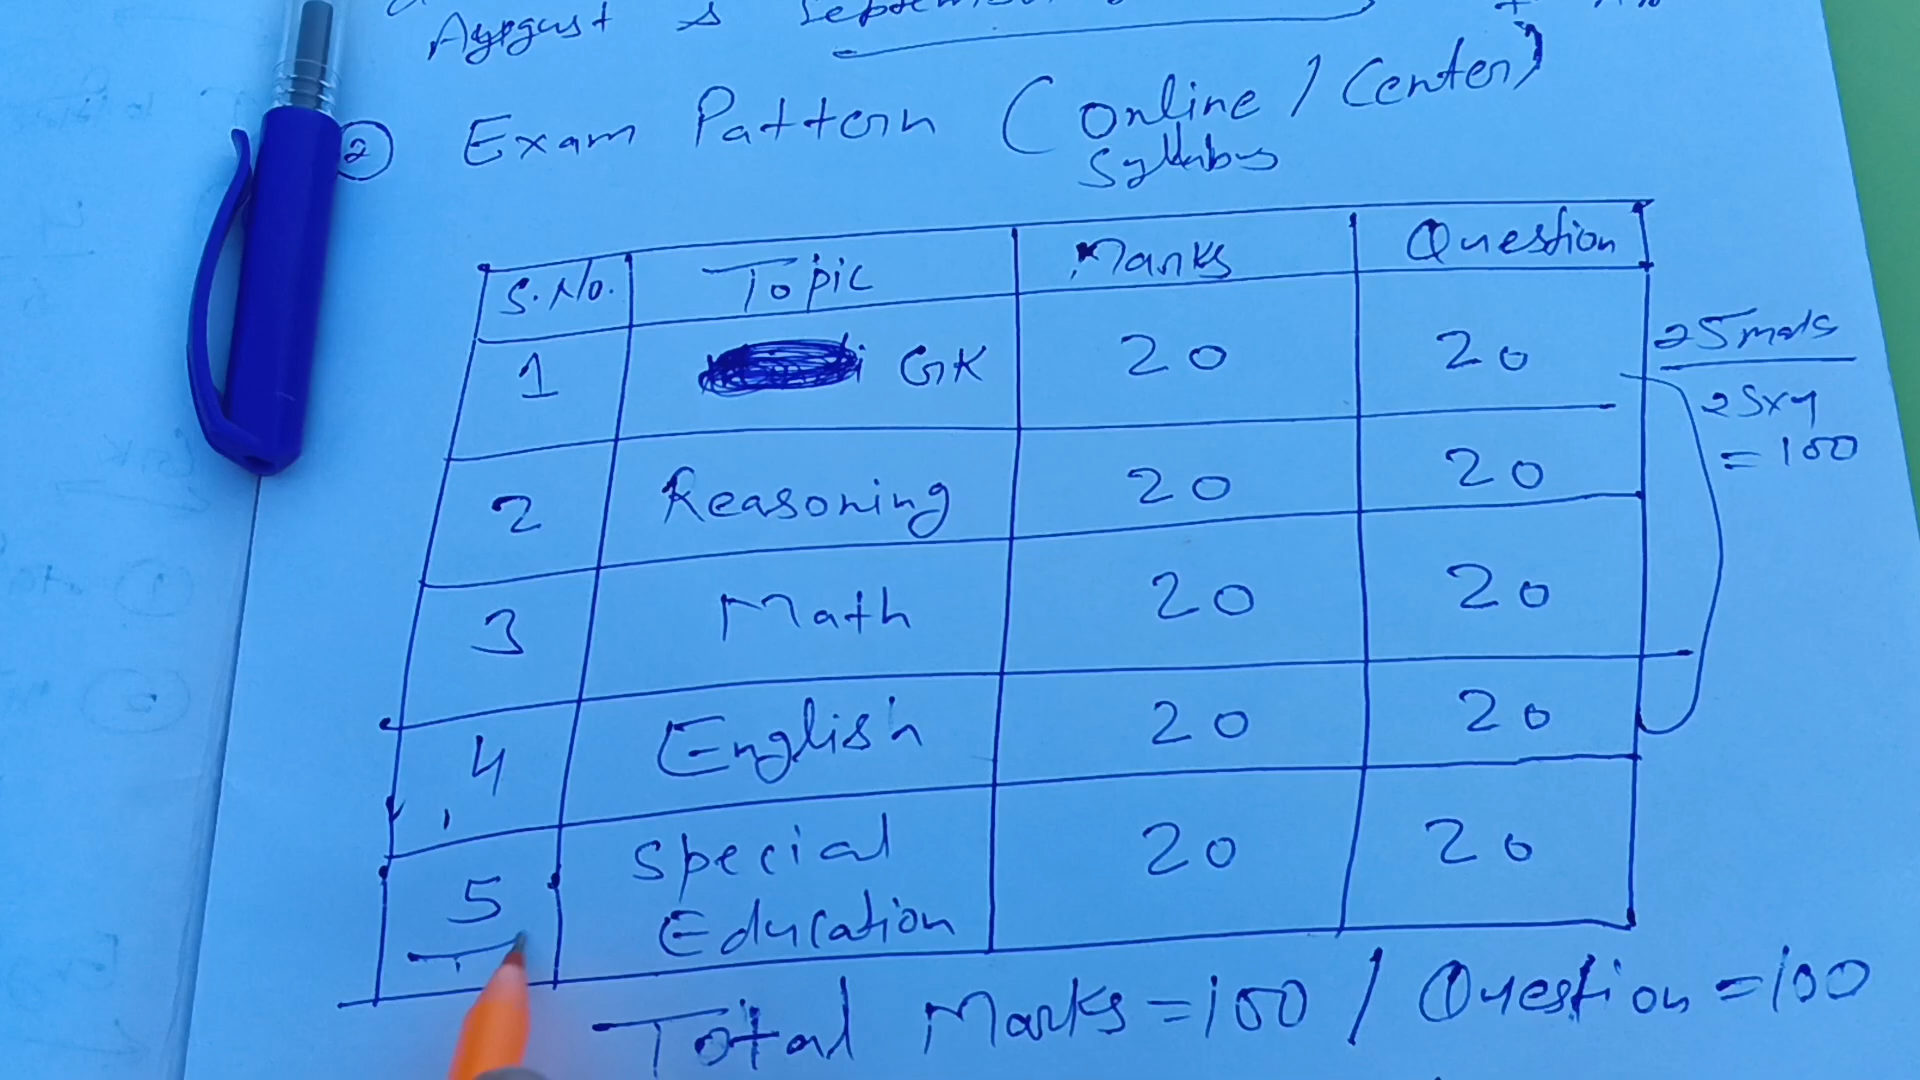 August & September
② Exam Pattern (Online / Center)
Syllabus
S.No. Topic Marks Question
1 GK 20 20
2 Reasoning 20 20
3 Math 20 20
4 English 20 20
5 Special Education 20 20
25 marks
25x4
= 100
Total Marks = 100 / Question = 100